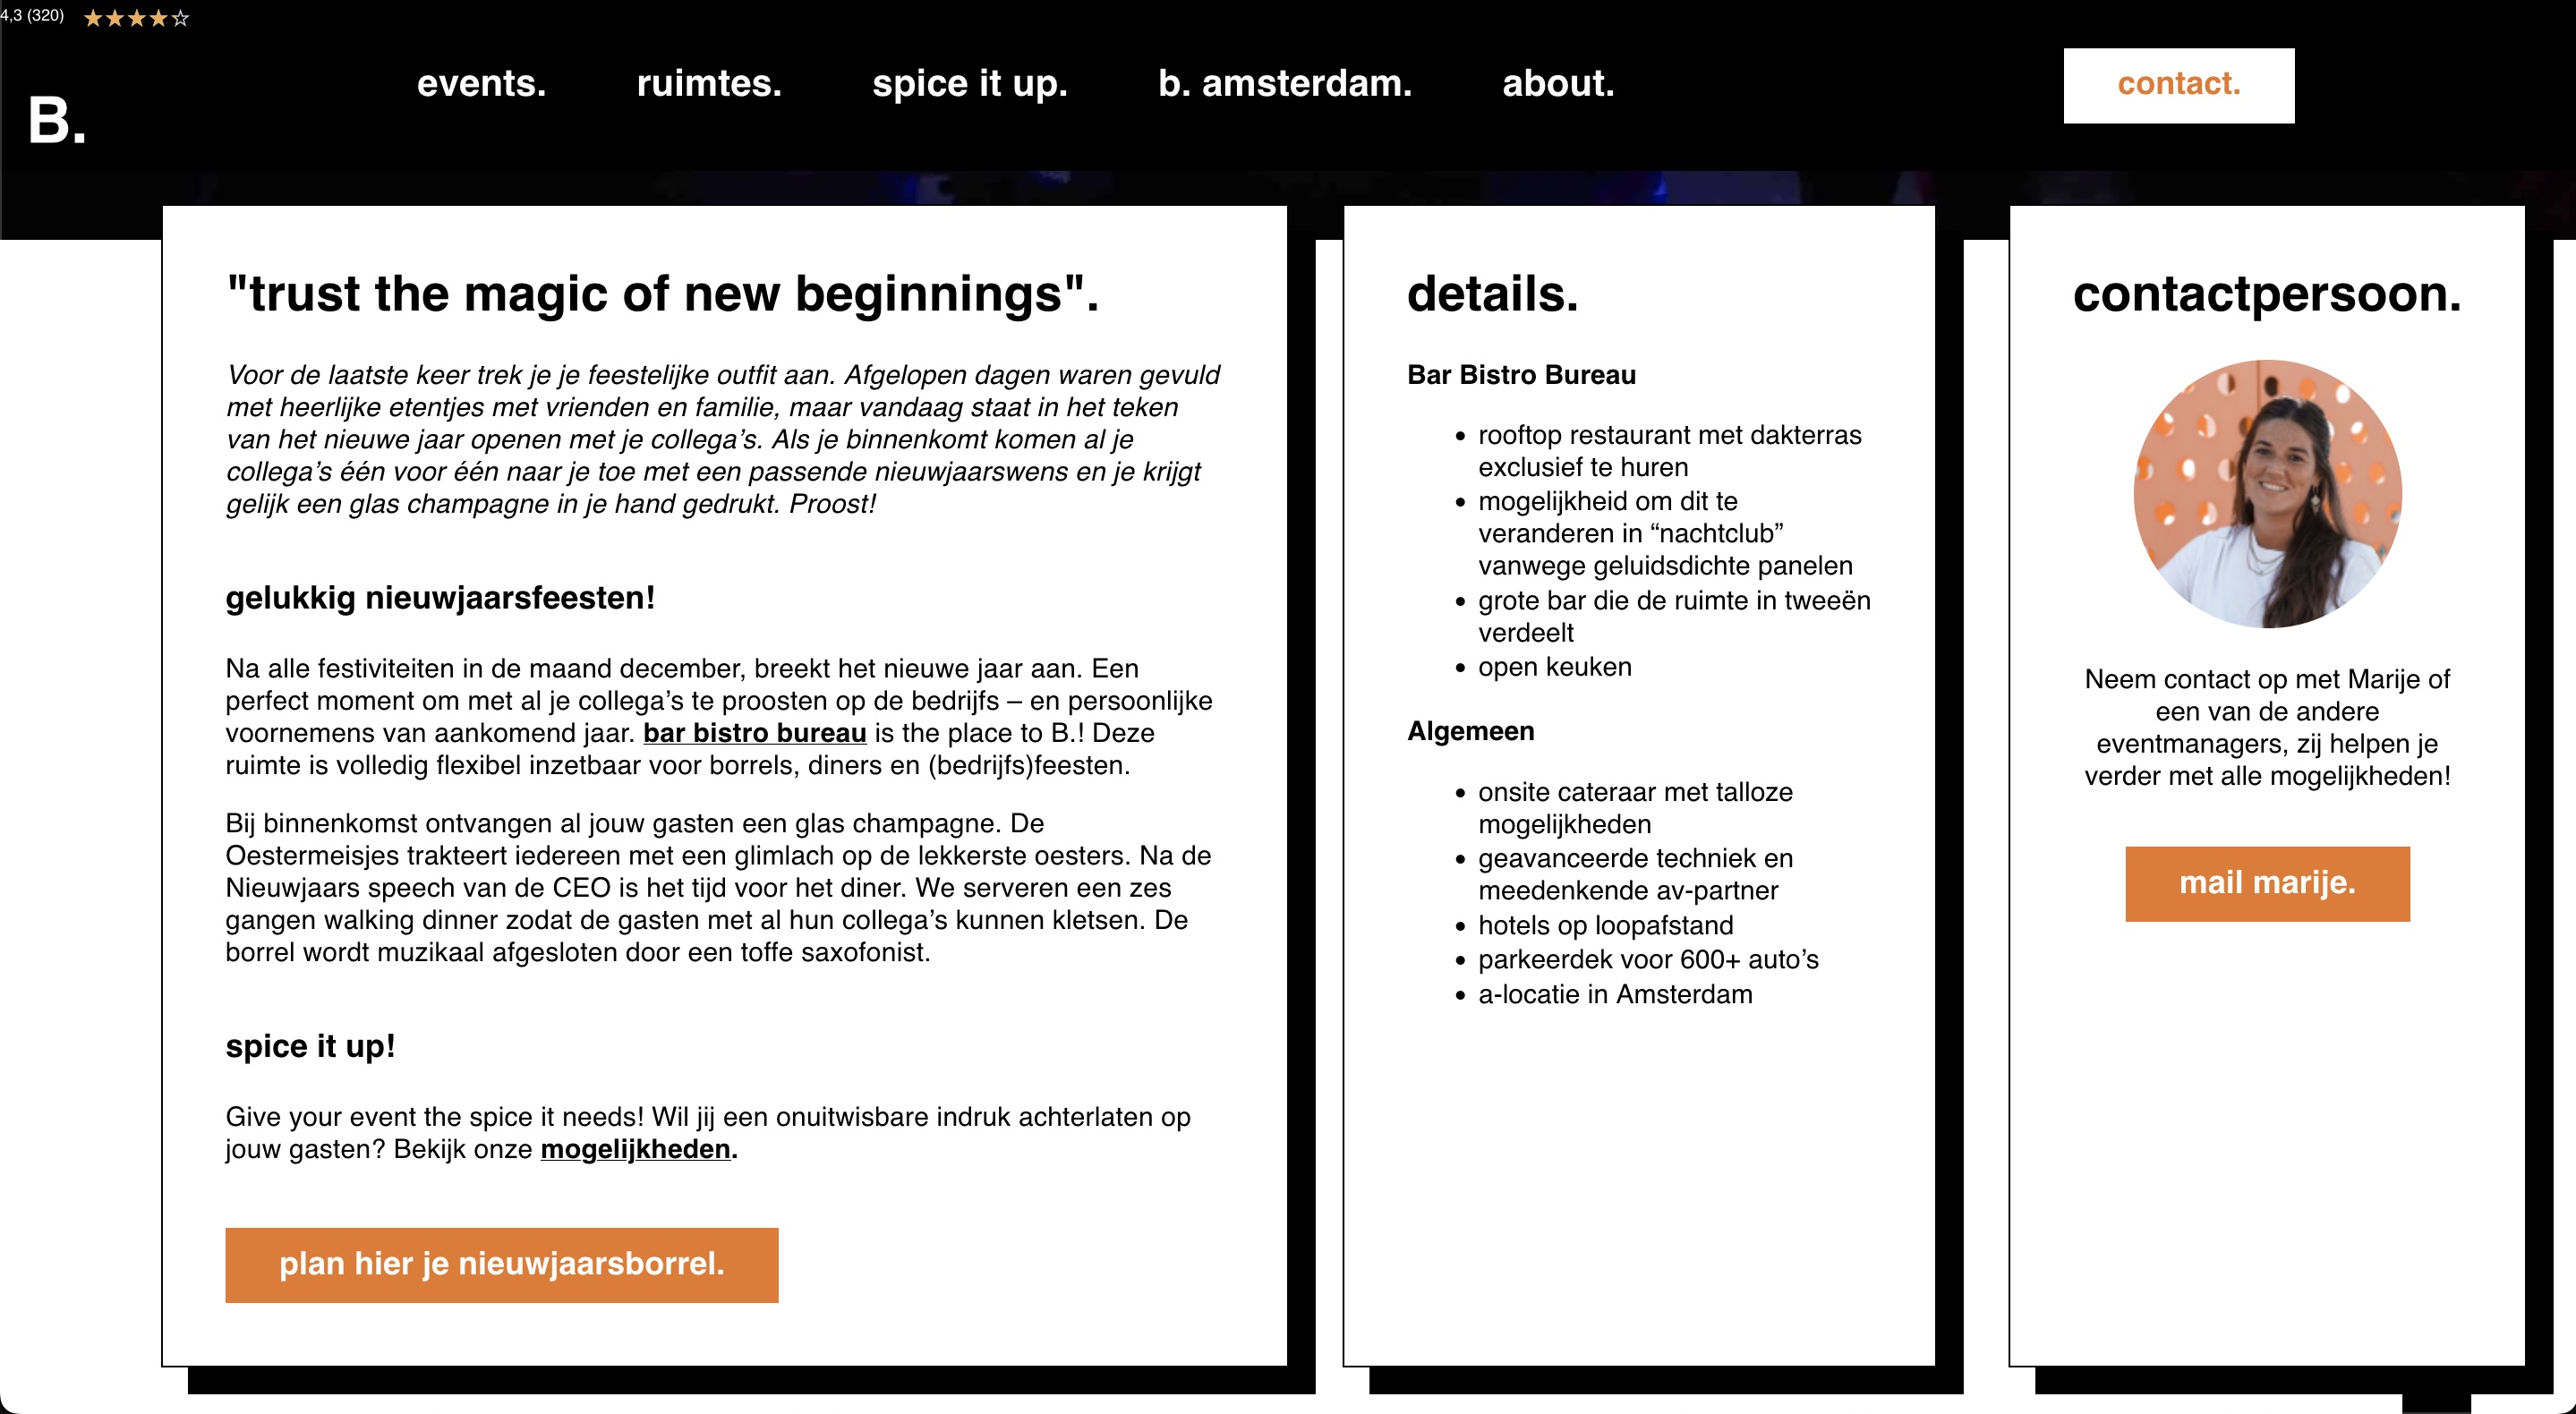 4,3 (320) ★★★★☆
B.
events.
ruimtes.
spice it up.
b. amsterdam.
about.
contact.
"trust the magic of new beginnings".
Voor de laatste keer trek je je feestelijke outfit aan. Afgelopen dagen waren gevuld
met heerlijke etentjes met vrienden en familie, maar vandaag staat in het teken
van het nieuwe jaar openen met je collega’s. Als je binnenkomt komen al je
collega’s één voor één naar je toe met een passende nieuwjaarswens en je krijgt
gelijk een glas champagne in je hand gedrukt. Proost!
gelukkig nieuwjaarsfeesten!
Na alle festiviteiten in de maand december, breekt het nieuwe jaar aan. Een
perfect moment om met al je collega’s te proosten op de bedrijfs – en persoonlijke
voornemens van aankomend jaar. bar bistro bureau is the place to B.! Deze
ruimte is volledig flexibel inzetbaar voor borrels, diners en (bedrijfs)feesten.
Bij binnenkomst ontvangen al jouw gasten een glas champagne. De
Oestermeisjes trakteert iedereen met een glimlach op de lekkerste oesters. Na de
Nieuwjaars speech van de CEO is het tijd voor het diner. We serveren een zes
gangen walking dinner zodat de gasten met al hun collega’s kunnen kletsen. De
borrel wordt muzikaal afgesloten door een toffe saxofonist.
spice it up!
Give your event the spice it needs! Wil jij een onuitwisbare indruk achterlaten op
jouw gasten? Bekijk onze mogelijkheden.
plan hier je nieuwjaarsborrel.
details.
Bar Bistro Bureau
• rooftop restaurant met dakterras
exclusief te huren
• mogelijkheid om dit te
veranderen in “nachtclub”
vanwege geluidsdichte panelen
• grote bar die de ruimte in tweeën
verdeelt
• open keuken
Algemeen
• onsite cateraar met talloze
mogelijkheden
• geavanceerde techniek en
meedenkende av-partner
• hotels op loopafstand
• parkeerdek voor 600+ auto’s
• a-locatie in Amsterdam
contactpersoon.
Neem contact op met Marije of
een van de andere
eventmanagers, zij helpen je
verder met alle mogelijkheden!
mail marije.